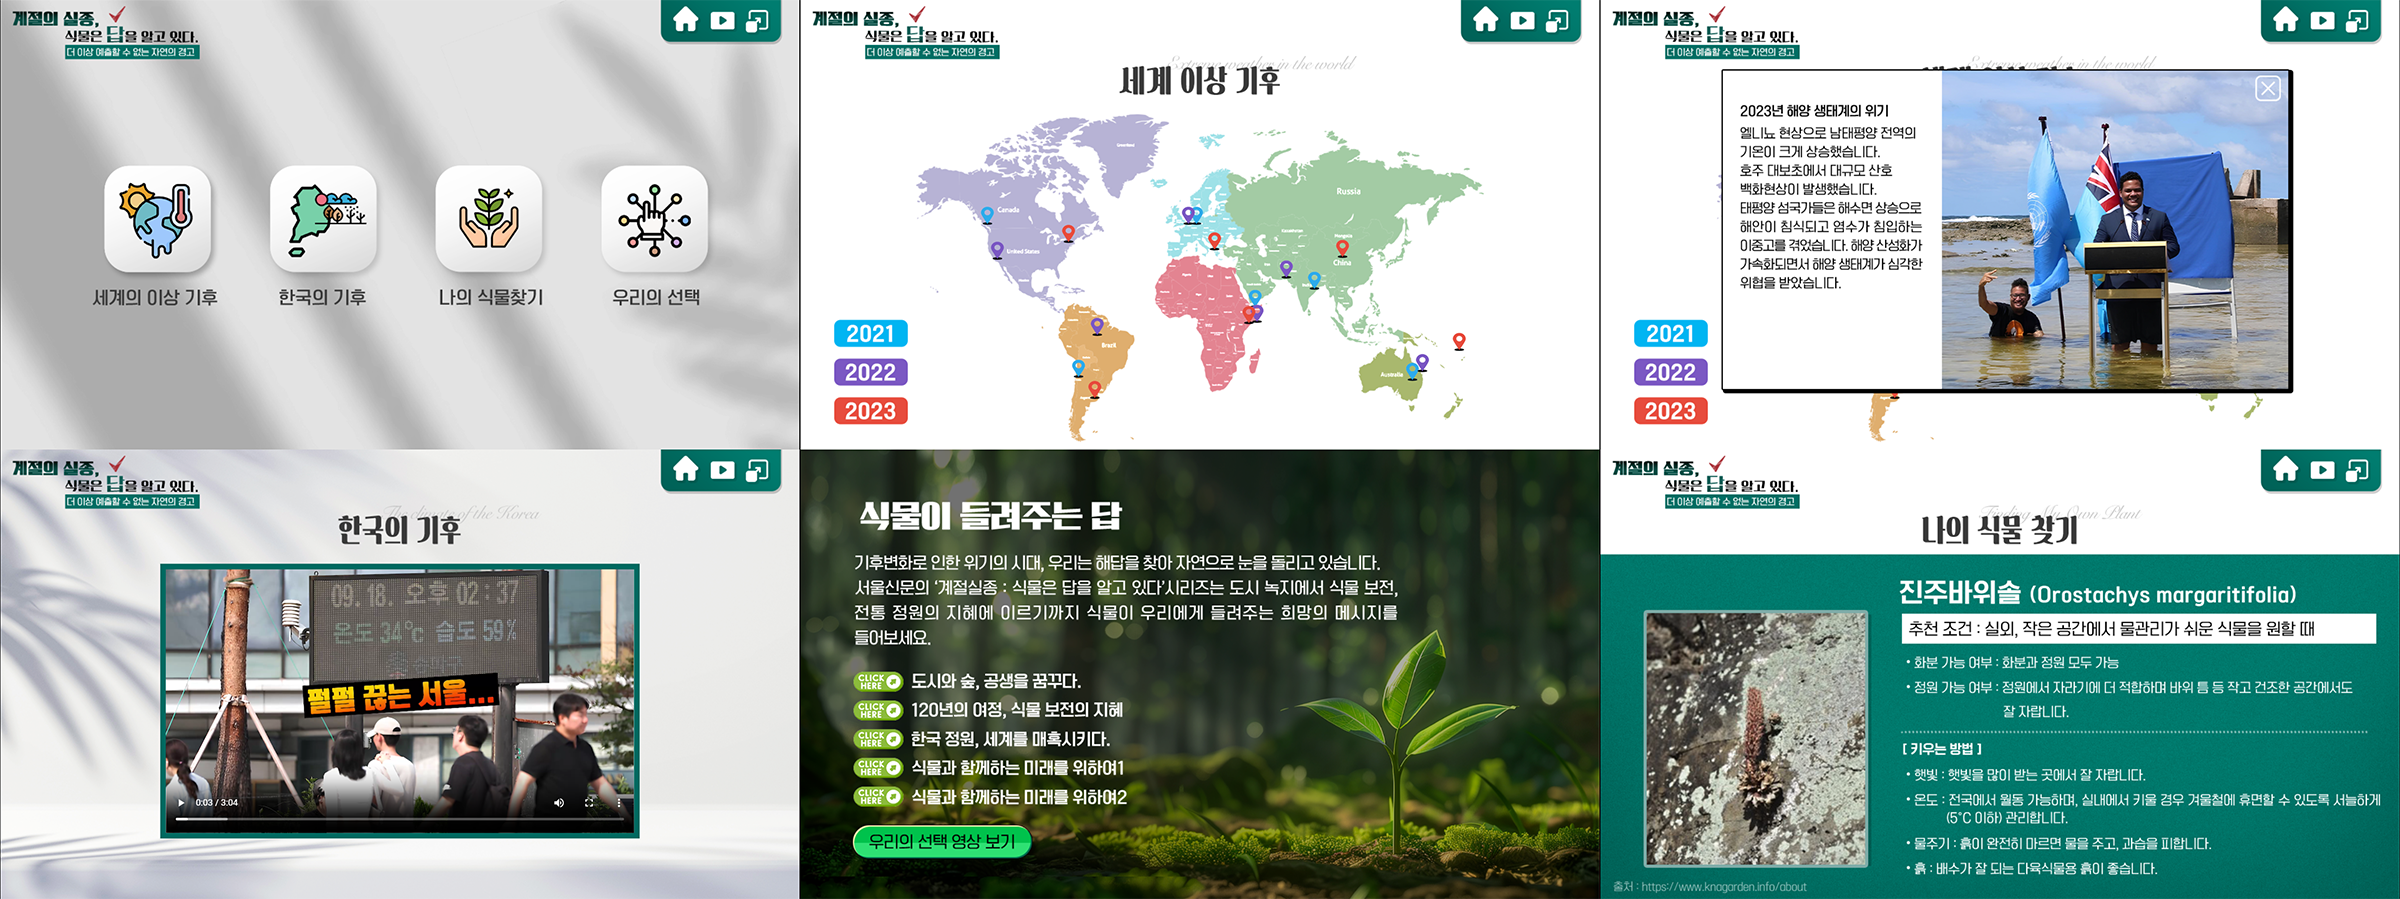 계절의 실종,
식물은 답을 알고 있다.
더 이상 예측할 수 없는 자연의 경고
세계의 이상 기후
한국의 기후
나의 식물찾기
우리의 선택
계절의 실종,
식물은 답을 알고 있다.
더 이상 예측할 수 없는 자연의 경고
Extreme weather in the world
세계 이상 기후
Canada
United States
Brazil
Russia
China
Australia
2021
2022
2023
계절의 실종,
식물은 답을 알고 있다.
더 이상 예측할 수 없는 자연의 경고
Extreme weather in the world
2023년 해양 생태계의 위기
엘니뇨 현상으로 남태평양 전역의
기온이 크게 상승했습니다.
호주 대보초에서 대규모 산호
백화현상이 발생했습니다.
태평양 섬국가들은 해수면 상승으로
해안이 침식되고 염수가 침입하는
이중고를 겪었습니다. 해양 산성화가
가속화되면서 해양 생태계가 심각한
위협을 받았습니다.
2021
2022
2023
계절의 실종,
식물은 답을 알고 있다.
더 이상 예측할 수 없는 자연의 경고
The climate of the Korea
한국의 기후
09. 18. 오후 02 : 37
온도 34℃ 습도 59%
펄펄 끓는 서울...
0:03 / 3:04
식물이 들려주는 답
기후변화로 인한 위기의 시대, 우리는 해답을 찾아 자연으로 눈을 돌리고 있습니다.
서울신문의 '계절실종 : 식물은 답을 알고 있다'시리즈는 도시 녹지에서 식물 보전,
전통 정원의 지혜에 이르기까지 식물이 우리에게 들려주는 희망의 메시지를
들어보세요.
CLICK HERE 도시와 숲, 공생을 꿈꾸다.
CLICK HERE 120년의 여정, 식물 보전의 지혜
CLICK HERE 한국 정원, 세계를 매혹시키다.
CLICK HERE 식물과 함께하는 미래를 위하여1
CLICK HERE 식물과 함께하는 미래를 위하여2
우리의 선택 영상 보기
계절의 실종,
식물은 답을 알고 있다.
더 이상 예측할 수 없는 자연의 경고
Finding My Own Plant
나의 식물 찾기
진주바위솔 (Orostachys margaritifolia)
추천 조건 : 실외, 작은 공간에서 물관리가 쉬운 식물을 원할 때
• 화분 가능 여부 : 화분과 정원 모두 가능
• 정원 가능 여부 : 정원에서 자라기에 더 적합하며 바위 틈 등 작고 건조한 공간에서도
잘 자랍니다.
[ 키우는 방법 ]
• 햇빛 : 햇빛을 많이 받는 곳에서 잘 자랍니다.
• 온도 : 전국에서 월동 가능하며, 실내에서 키울 경우 겨울철에 휴면할 수 있도록 서늘하게
(5°C 이하) 관리합니다.
• 물주기 : 흙이 완전히 마르면 물을 주고, 과습을 피합니다.
• 흙 : 배수가 잘 되는 다육식물용 흙이 좋습니다.
출처 : https://www.knagarden.info/about